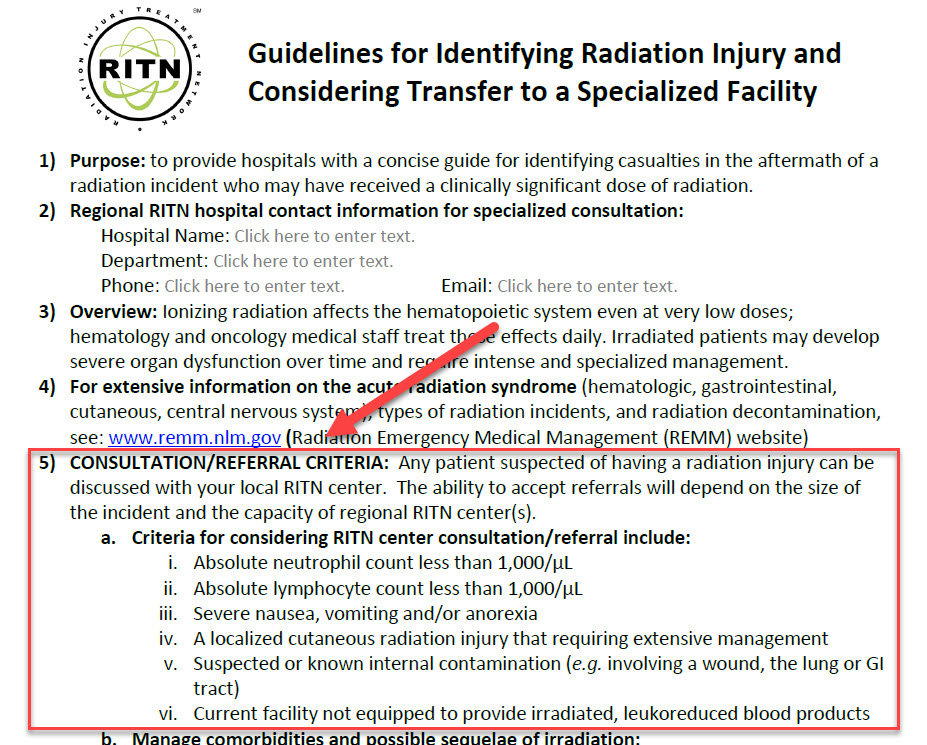 RADIATION INJURY TREATMENT NETWORK
SM
RITN
Guidelines for Identifying Radiation Injury and
Considering Transfer to a Specialized Facility
1) Purpose: to provide hospitals with a concise guide for identifying casualties in the aftermath of a
radiation incident who may have received a clinically significant dose of radiation.
2) Regional RITN hospital contact information for specialized consultation:
Hospital Name: Click here to enter text.
Department: Click here to enter text.
Phone: Click here to enter text. Email: Click here to enter text.
3) Overview: Ionizing radiation affects the hematopoietic system even at very low doses;
hematology and oncology medical staff treat these effects daily. Irradiated patients may develop
severe organ dysfunction over time and require intense and specialized management.
4) For extensive information on the acute radiation syndrome (hematologic, gastrointestinal,
cutaneous, central nervous system), types of radiation incidents, and radiation decontamination,
see: www.remm.nlm.gov (Radiation Emergency Medical Management (REMM) website)
5) CONSULTATION/REFERRAL CRITERIA: Any patient suspected of having a radiation injury can be
discussed with your local RITN center. The ability to accept referrals will depend on the size of
the incident and the capacity of regional RITN center(s).
a. Criteria for considering RITN center consultation/referral include:
i. Absolute neutrophil count less than 1,000/µL
ii. Absolute lymphocyte count less than 1,000/µL
iii. Severe nausea, vomiting and/or anorexia
iv. A localized cutaneous radiation injury that requiring extensive management
v. Suspected or known internal contamination (e.g. involving a wound, the lung or GI
tract)
vi. Current facility not equipped to provide irradiated, leukoreduced blood products
b. Manage comorbidities and possible sequelae of irradiation: